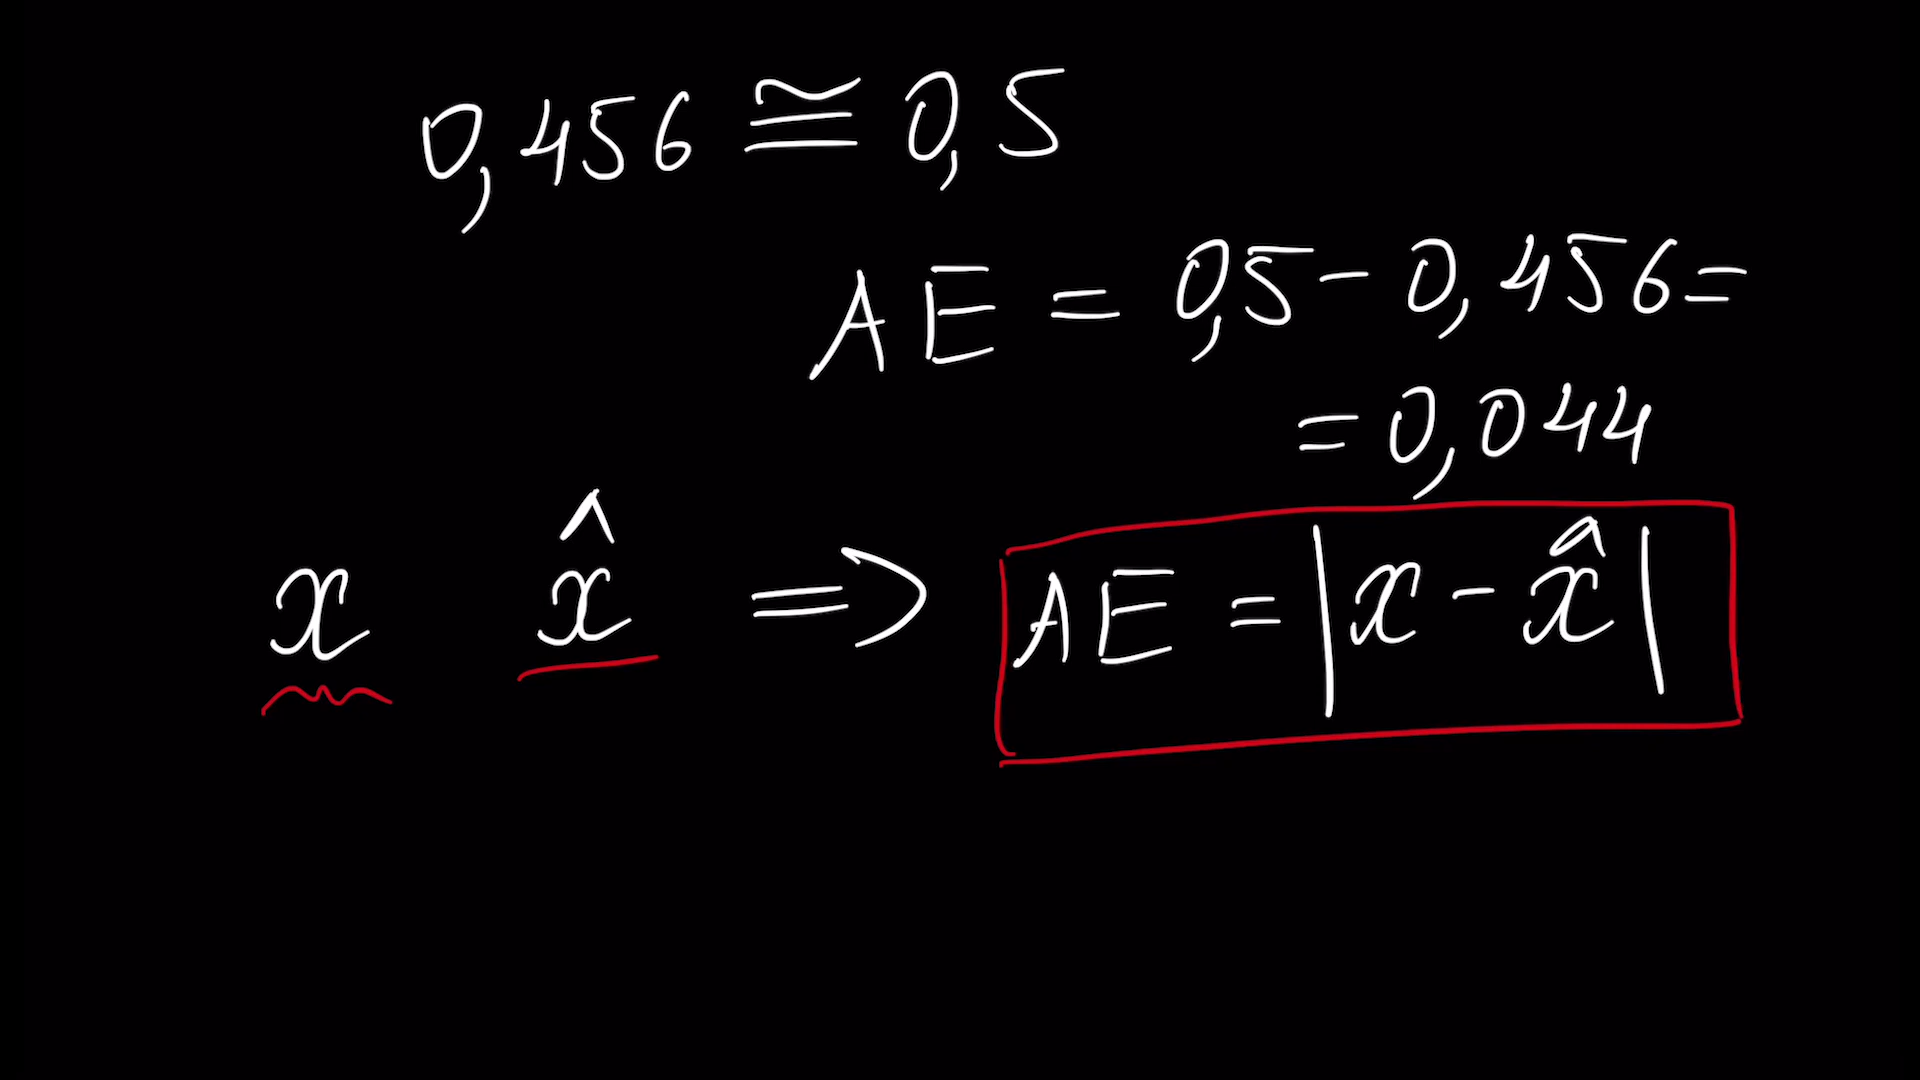 0,456 ≅ 0,5
AE = 0,5 - 0,456 =
= 0,044
x x̂ => AE = |x - x̂|